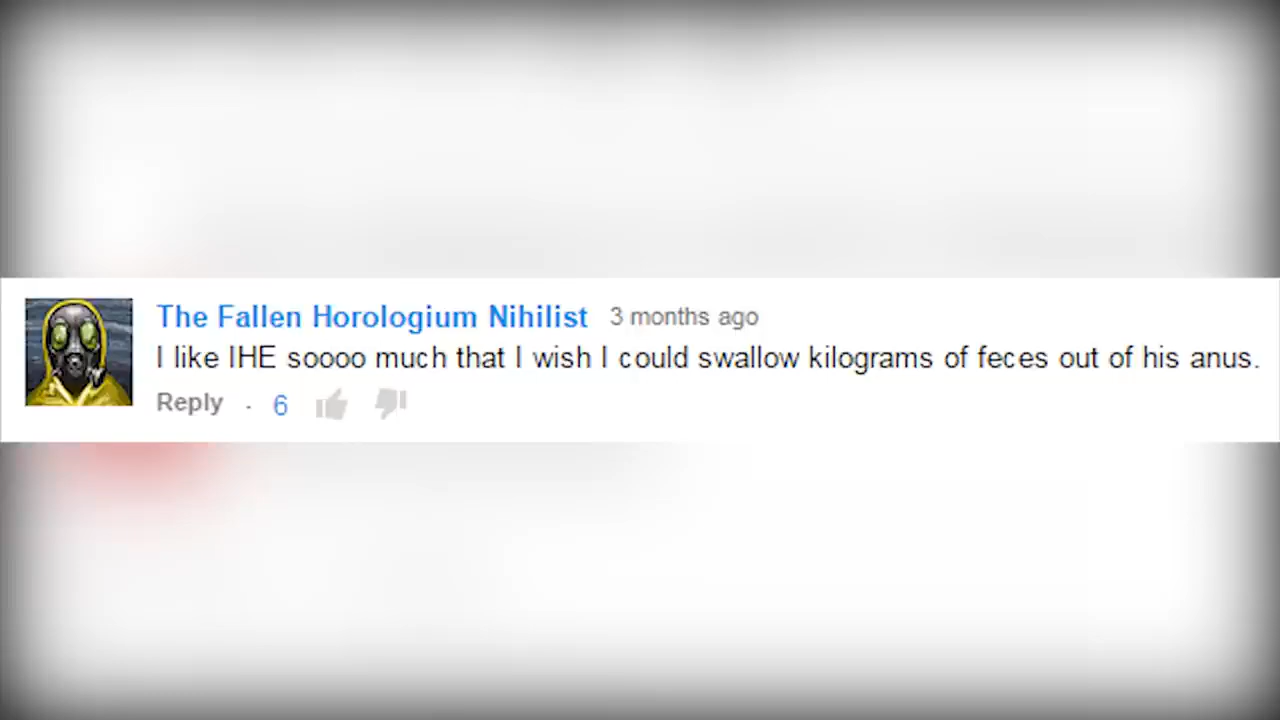 The Fallen Horologium Nihilist 3 months ago
I like IHE soooo much that I wish I could swallow kilograms of feces out of his anus.
Reply · 6